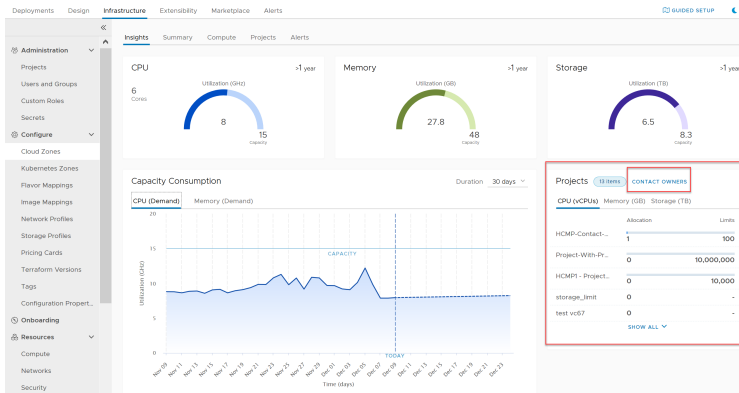 Deployments Design Infrastructure Extensibility Marketplace Alerts GUIDED SETUP
«
Insights Summary Compute Projects Alerts
Administration
Projects
Users and Groups
Custom Roles
Secrets
Configure
Cloud Zones
Kubernetes Zones
Flavor Mappings
Image Mappings
Network Profiles
Storage Profiles
Pricing Cards
Terraform Versions
Tags
Configuration Propert...
Onboarding
Resources
Compute
Networks
Security
CPU >1 year
6
Cores
Utilization (GHz)
8
15
Capacity
Memory >1 year
Utilization (GB)
27.8
48
Capacity
Storage >1 year
Utilization (TB)
6.5
8.3
Capacity
Capacity Consumption Duration 30 days
CPU (Demand) Memory (Demand)
Utilization (GHz)
20
15
10
5
0
CAPACITY
TODAY
Nov 09 Nov 11 Nov 13 Nov 15 Nov 17 Nov 19 Nov 21 Nov 23 Nov 25 Nov 27 Nov 29 Dec 01 Dec 03 Dec 05 Dec 07 Dec 09 Dec 11 Dec 13 Dec 15 Dec 17 Dec 19 Dec 21 Dec 23
Time (days)
Projects 13 items CONTACT OWNERS
CPU (vCPUs) Memory (GB) Storage (TB)
Allocation Limits
HCMP-Contact-... 1 100
Project-With-Pr... 0 10,000,000
HCMP1 - Project... 0 10,000
storage_limit 0 -
test vc67 0 -
SHOW ALL